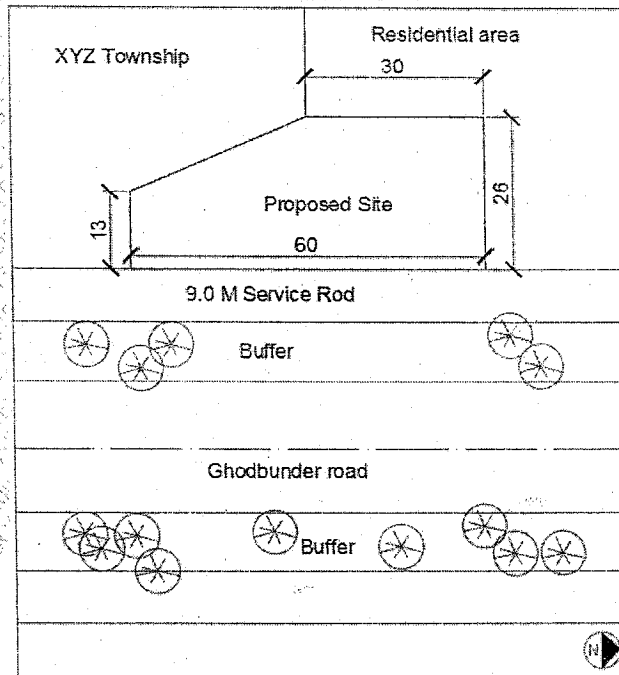 Residential area
XYZ Township
30
26
13
Proposed Site
60
9.0 M Service Rod
Buffer
Ghodbunder road
Buffer
N